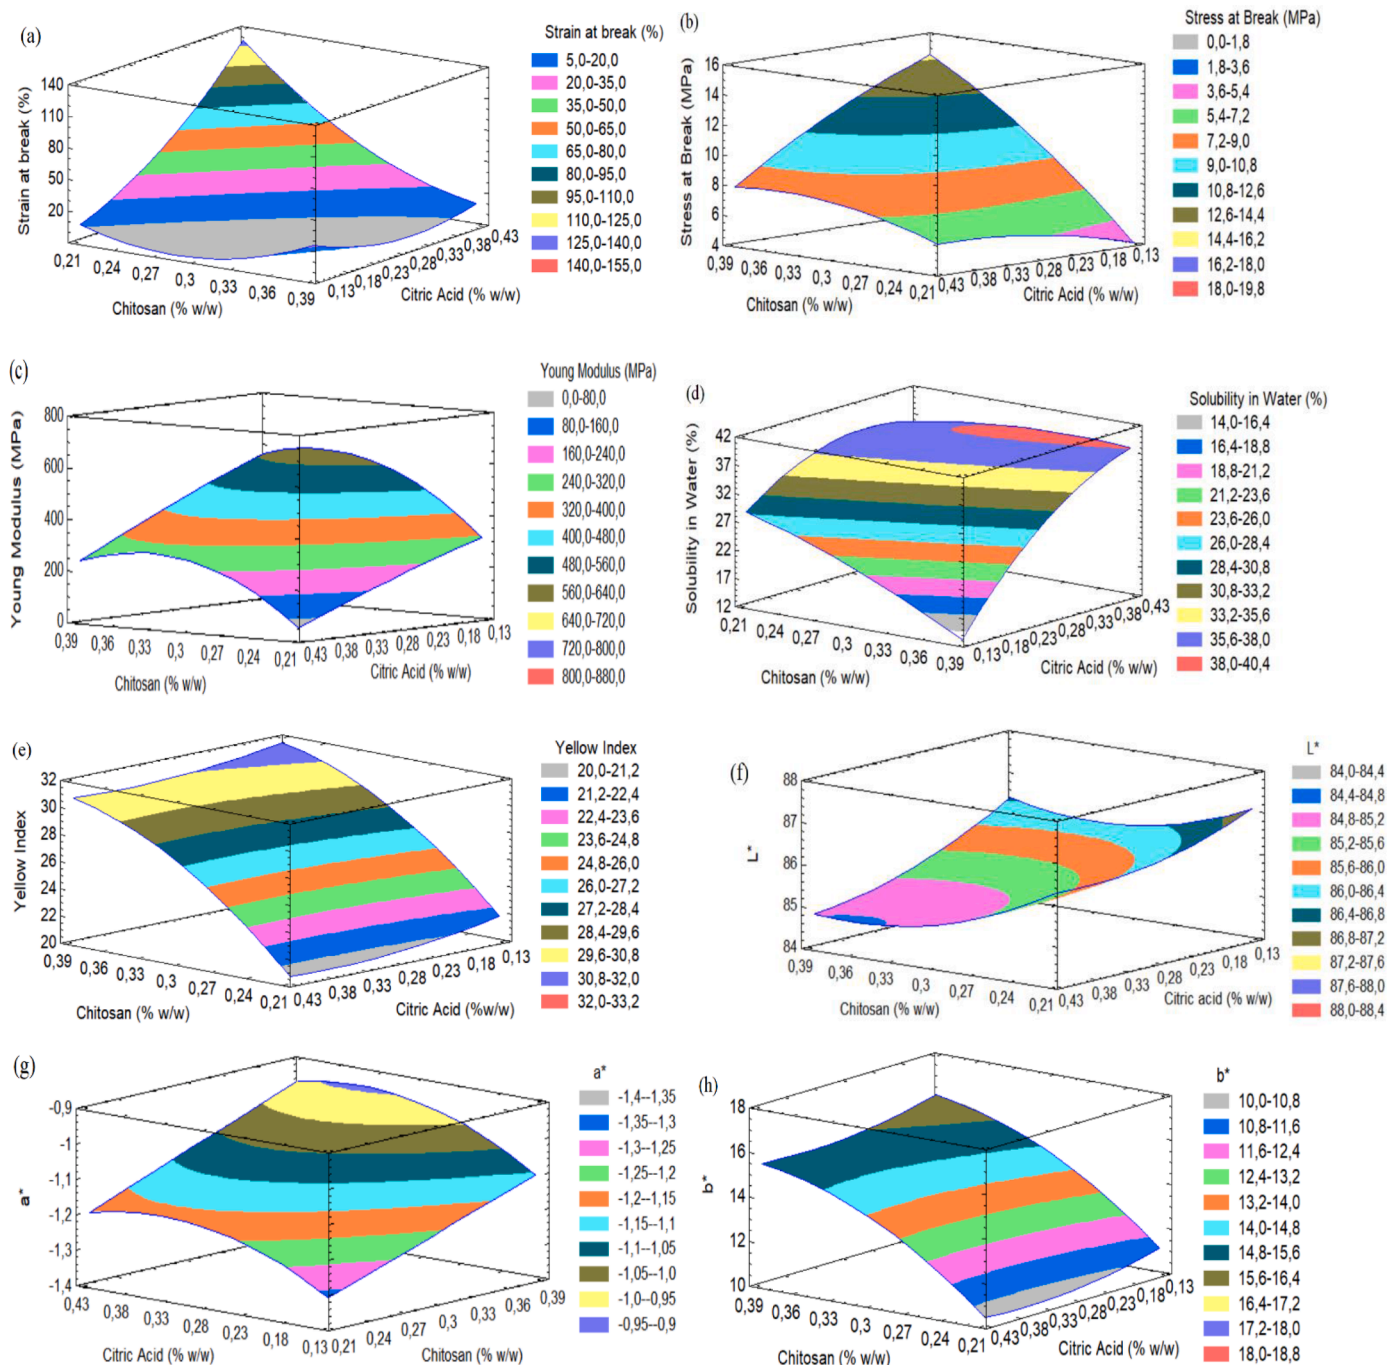 (a)
Strain at break (%)
5,0-20,0
20,0-35,0
35,0-50,0
50,0-65,0
65,0-80,0
80,0-95,0
95,0-110,0
110,0-125,0
125,0-140,0
140,0-155,0
Strain at break (%)
140
110
80
50
20
0,21 0,24 0,27 0,3 0,33 0,36 0,39
Chitosan (% w/w)
0,13 0,18 0,23 0,28 0,33 0,38 0,43
Citric Acid (% w/w)
(b)
Stress at Break (MPa)
0,0-1,8
1,8-3,6
3,6-5,4
5,4-7,2
7,2-9,0
9,0-10,8
10,8-12,6
12,6-14,4
14,4-16,2
16,2-18,0
18,0-19,8
Stress at Break (MPa)
16
14
12
10
8
6
4
0,39 0,36 0,33 0,3 0,27 0,24 0,21
Chitosan (% w/w)
0,43 0,38 0,33 0,28 0,23 0,18 0,13
Citric Acid (% w/w)
(c)
Young Modulus (MPa)
0,0-80,0
80,0-160,0
160,0-240,0
240,0-320,0
320,0-400,0
400,0-480,0
480,0-560,0
560,0-640,0
640,0-720,0
720,0-800,0
800,0-880,0
Young Modulus (MPa)
800
600
400
200
0
0,39 0,36 0,33 0,3 0,27 0,24 0,21
Chitosan (% w/w)
0,43 0,38 0,33 0,28 0,23 0,18 0,13
Citric Acid (% w/w)
(d)
Solubility in Water (%)
14,0-16,4
16,4-18,8
18,8-21,2
21,2-23,6
23,6-26,0
26,0-28,4
28,4-30,8
30,8-33,2
33,2-35,6
35,6-38,0
38,0-40,4
Solubility in Water (%)
42
37
32
27
22
17
12
0,21 0,24 0,27 0,3 0,33 0,36 0,39
Chitosan (% w/w)
0,13 0,18 0,23 0,28 0,33 0,38 0,43
Citric Acid (% w/w)
(e)
Yellow Index
20,0-21,2
21,2-22,4
22,4-23,6
23,6-24,8
24,8-26,0
26,0-27,2
27,2-28,4
28,4-29,6
29,6-30,8
30,8-32,0
32,0-33,2
Yellow Index
32
30
28
26
24
22
20
0,39 0,36 0,33 0,3 0,27 0,24 0,21
Chitosan (% w/w)
0,43 0,38 0,33 0,28 0,23 0,18 0,13
Citric Acid (%w/w)
(f)
L*
84,0-84,4
84,4-84,8
84,8-85,2
85,2-85,6
85,6-86,0
86,0-86,4
86,4-86,8
86,8-87,2
87,2-87,6
87,6-88,0
88,0-88,4
L*
88
87
86
85
84
0,39 0,36 0,33 0,3 0,27 0,24 0,21
Chitosan (% w/w)
0,43 0,38 0,33 0,28 0,23 0,18 0,13
Citric acid (% w/w)
(g)
a*
-1,4--1,35
-1,35--1,3
-1,3--1,25
-1,25--1,2
-1,2--1,15
-1,15--1,1
-1,1--1,05
-1,05--1,0
-1,0--0,95
-0,95--0,9
a*
-0,9
-1
-1,1
-1,2
-1,3
-1,4
0,43 0,38 0,33 0,28 0,23 0,18 0,13
Citric Acid (% w/w)
0,21 0,24 0,27 0,3 0,33 0,36 0,39
Chitosan (% w/w)
(h)
b*
10,0-10,8
10,8-11,6
11,6-12,4
12,4-13,2
13,2-14,0
14,0-14,8
14,8-15,6
15,6-16,4
16,4-17,2
17,2-18,0
18,0-18,8
b*
18
16
14
12
10
0,39 0,36 0,33 0,3 0,27 0,24 0,21
Chitosan (% w/w)
0,43 0,38 0,33 0,28 0,23 0,18 0,13
Citric Acid (% w/w)